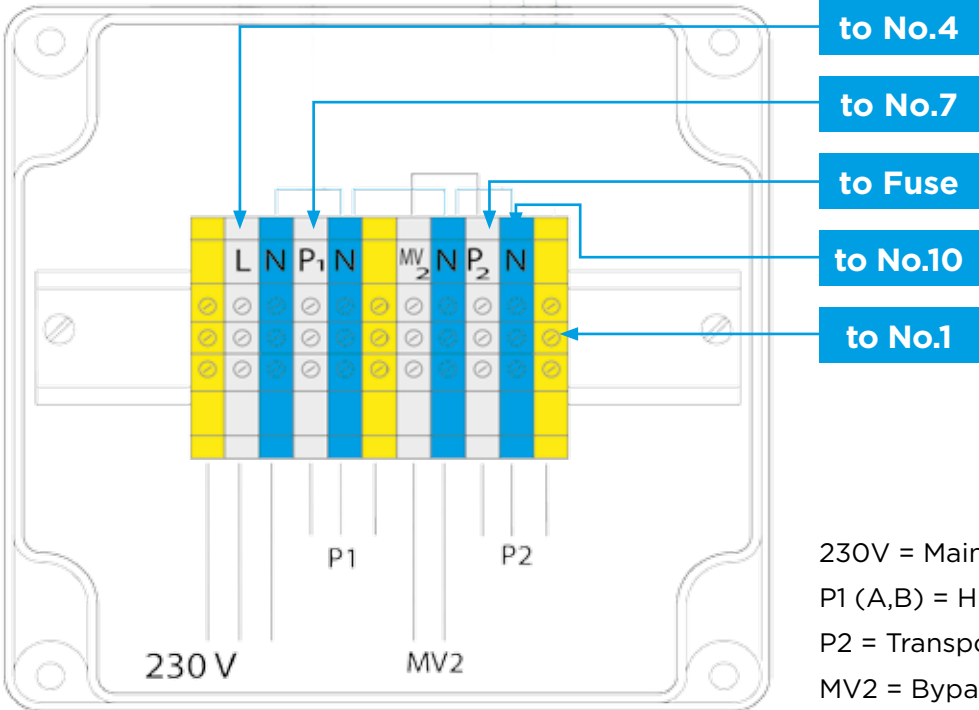 to No.4
to No.7
to Fuse
to No.10
to No.1
L N P1 N MV2 N P2 N
P1
P2
230 V
MV2
230V = Main
P1 (A,B) = H
P2 = Transpo
MV2 = Bypa